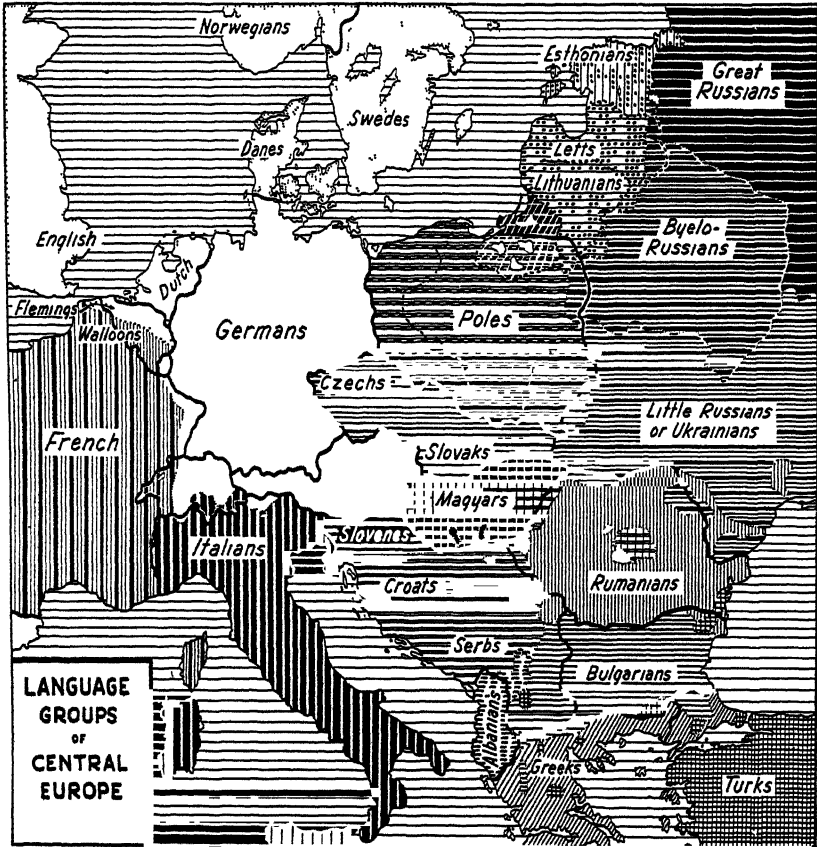 Norwegians
Esthonians
Great
Russians
Swedes
Danes
Letts
Lithuanians
English
Byelo-
Russians
Dutch
Flemings
Walloons
Germans
Poles
Czechs
Little Russians
or Ukrainians
French
Slovaks
Magyars
Italians
Slovenes
Rumanians
Croats
Serbs
Bulgarians
Albanians
Greeks
Turks
LANGUAGE
GROUPS
OF
CENTRAL
EUROPE